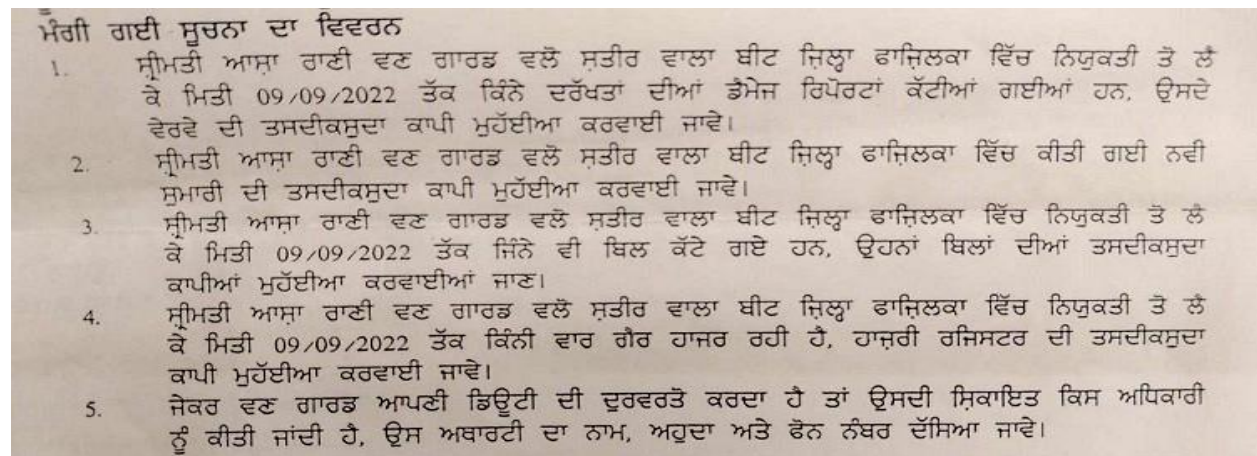 ਮੰਗੀ ਗਈ ਸੂਚਨਾ ਦਾ ਵਿਵਰਨ
1. ਸ੍ਰੀਮਤੀ ਆਸ਼ਾ ਰਾਣੀ ਵਣ ਗਾਰਡ ਵਲੋਂ ਸ਼ਤੀਰ ਵਾਲਾ ਬੀਟ ਜ਼ਿਲ੍ਹਾ ਫਾਜ਼ਿਲਕਾ ਵਿੱਚ ਨਿਯੁਕਤੀ ਤੋਂ ਲੈ
ਕੇ ਮਿਤੀ 09/09/2022 ਤੱਕ ਕਿੰਨੇ ਦਰੱਖਤਾਂ ਦੀਆਂ ਡੈਮੇਜ ਰਿਪੋਰਟਾਂ ਕੱਟੀਆਂ ਗਈਆਂ ਹਨ, ਉਸਦੇ
ਵੇਰਵੇ ਦੀ ਤਸਦੀਕਸ਼ੁਦਾ ਕਾਪੀ ਮੁਹੱਈਆ ਕਰਵਾਈ ਜਾਵੇ।
2. ਸ੍ਰੀਮਤੀ ਆਸ਼ਾ ਰਾਣੀ ਵਣ ਗਾਰਡ ਵਲੋਂ ਸ਼ਤੀਰ ਵਾਲਾ ਬੀਟ ਜ਼ਿਲ੍ਹਾ ਫਾਜ਼ਿਲਕਾ ਵਿੱਚ ਕੀਤੀ ਗਈ ਨਵੀ
ਸ਼ੁਮਾਰੀ ਦੀ ਤਸਦੀਕਸ਼ੁਦਾ ਕਾਪੀ ਮੁਹੱਈਆ ਕਰਵਾਈ ਜਾਵੇ।
3. ਸ੍ਰੀਮਤੀ ਆਸ਼ਾ ਰਾਣੀ ਵਣ ਗਾਰਡ ਵਲੋਂ ਸ਼ਤੀਰ ਵਾਲਾ ਬੀਟ ਜ਼ਿਲ੍ਹਾ ਫਾਜ਼ਿਲਕਾ ਵਿੱਚ ਨਿਯੁਕਤੀ ਤੋਂ ਲੈ
ਕੇ ਮਿਤੀ 09/09/2022 ਤੱਕ ਜਿੰਨੇ ਵੀ ਬਿਲ ਕੱਟੇ ਗਏ ਹਨ, ਉਹਨਾਂ ਬਿਲਾਂ ਦੀਆਂ ਤਸਦੀਕਸ਼ੁਦਾ
ਕਾਪੀਆਂ ਮੁਹੱਈਆ ਕਰਵਾਈਆਂ ਜਾਣ।
4. ਸ੍ਰੀਮਤੀ ਆਸ਼ਾ ਰਾਣੀ ਵਣ ਗਾਰਡ ਵਲੋਂ ਸ਼ਤੀਰ ਵਾਲਾ ਬੀਟ ਜ਼ਿਲ੍ਹਾ ਫਾਜ਼ਿਲਕਾ ਵਿੱਚ ਨਿਯੁਕਤੀ ਤੋਂ ਲੈ
ਕੇ ਮਿਤੀ 09/09/2022 ਤੱਕ ਕਿੰਨੀ ਵਾਰ ਗੈਰ ਹਾਜਰ ਰਹੀ ਹੈ, ਹਾਜ਼ਰੀ ਰਜਿਸਟਰ ਦੀ ਤਸਦੀਕਸ਼ੁਦਾ
ਕਾਪੀ ਮੁਹੱਈਆ ਕਰਵਾਈ ਜਾਵੇ।
5. ਜੇਕਰ ਵਣ ਗਾਰਡ ਆਪਣੀ ਡਿਊਟੀ ਦੀ ਦੁਰਵਰਤੋ ਕਰਦਾ ਹੈ ਤਾਂ ਉਸਦੀ ਸ਼ਿਕਾਇਤ ਕਿਸ ਅਧਿਕਾਰੀ
ਨੂੰ ਕੀਤੀ ਜਾਂਦੀ ਹੈ, ਉਸ ਅਥਾਰਟੀ ਦਾ ਨਾਮ, ਅਹੁਦਾ ਅਤੇ ਫੋਨ ਨੰਬਰ ਦੱਸਿਆ ਜਾਵੇ।